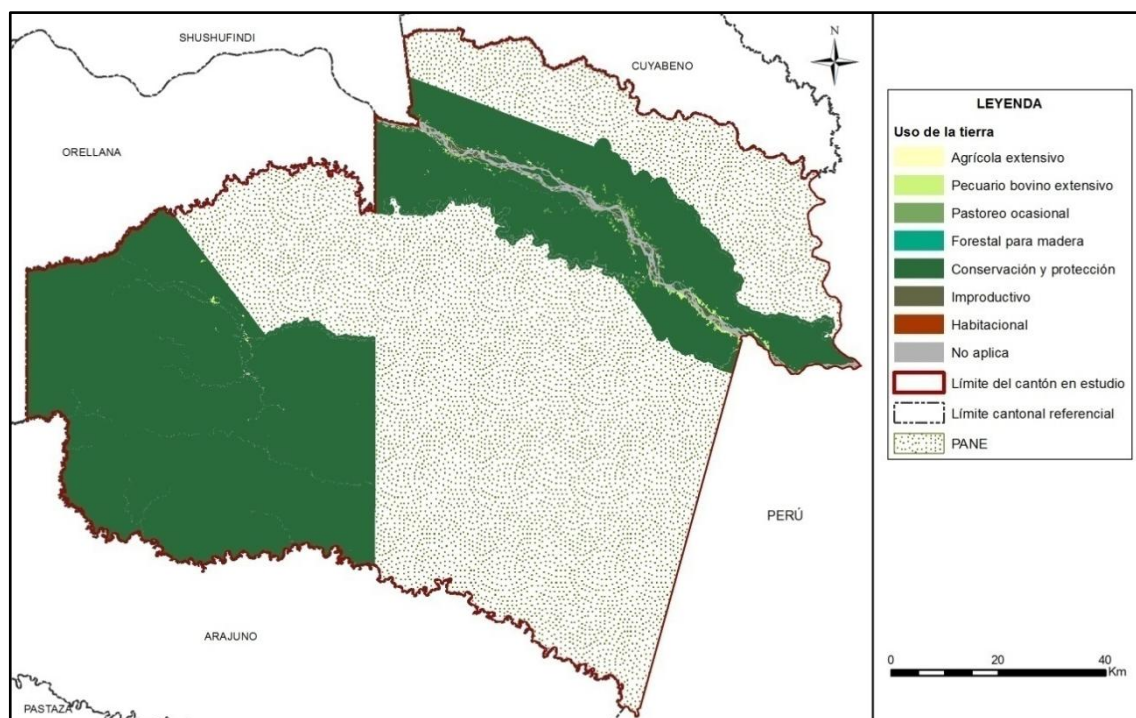 SHUSHUFINDI
CUYABENO
N
ORELLANA
PERÚ
ARAJUNO
PASTAZA
LEYENDA
Uso de la tierra
Agrícola extensivo
Pecuario bovino extensivo
Pastoreo ocasional
Forestal para madera
Conservación y protección
Improductivo
Habitacional
No aplica
Límite del cantón en estudio
Límite cantonal referencial
PANE
0 20 40
Km